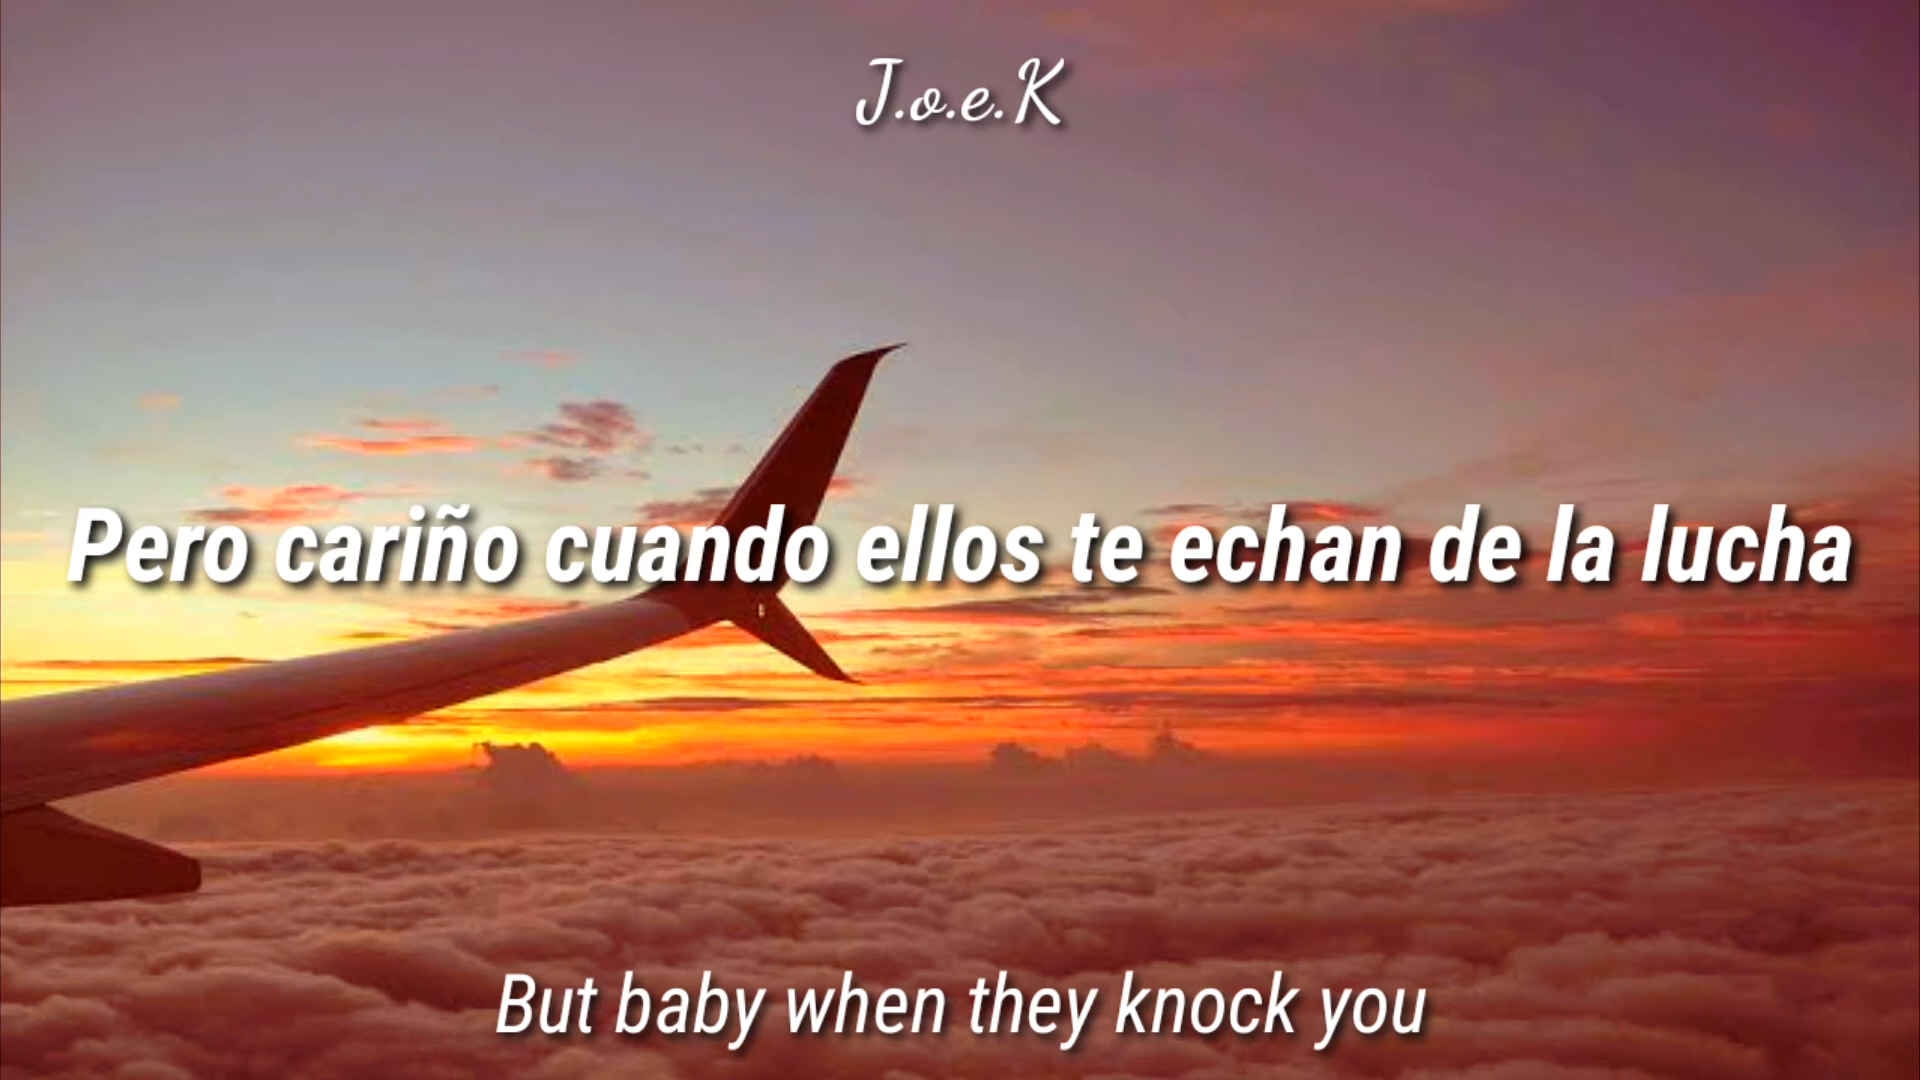 J.o.e.K
Pero cariño cuando ellos te echan de la lucha
But baby when they knock you